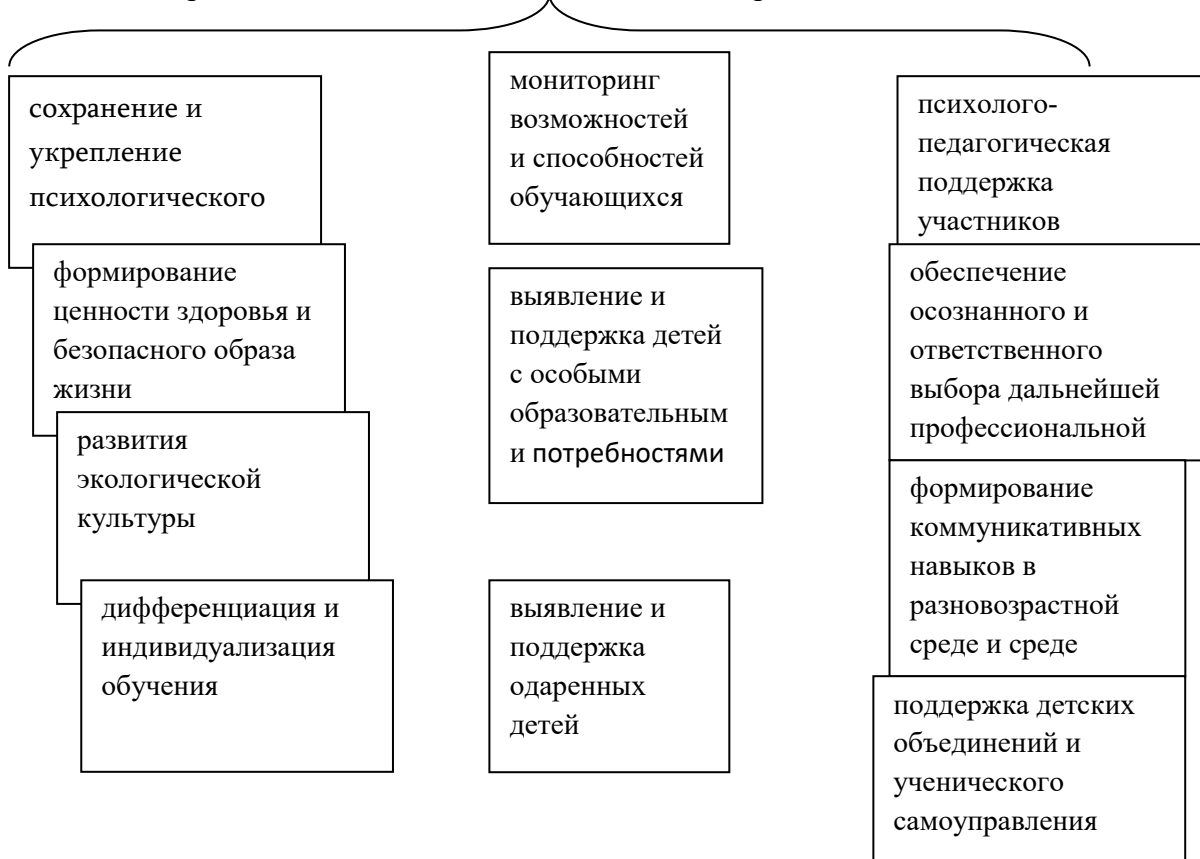 сохранение и
укрепление
психологического
формирование
ценности здоровья и
безопасного образа
жизни
развития
экологической
культуры
дифференциация и
индивидуализация
обучения
мониторинг
возможностей
и способностей
обучающихся
выявление и
поддержка детей
с особыми
образовательным
и потребностями
выявление и
поддержка
одаренных
детей
психолого-
педагогическая
поддержка
участников
обеспечение
осознанного и
ответственного
выбора дальнейшей
профессиональной
формирование
коммуникативных
навыков в
разновозрастной
среде и среде
поддержка детских
объединений и
ученического
самоуправления